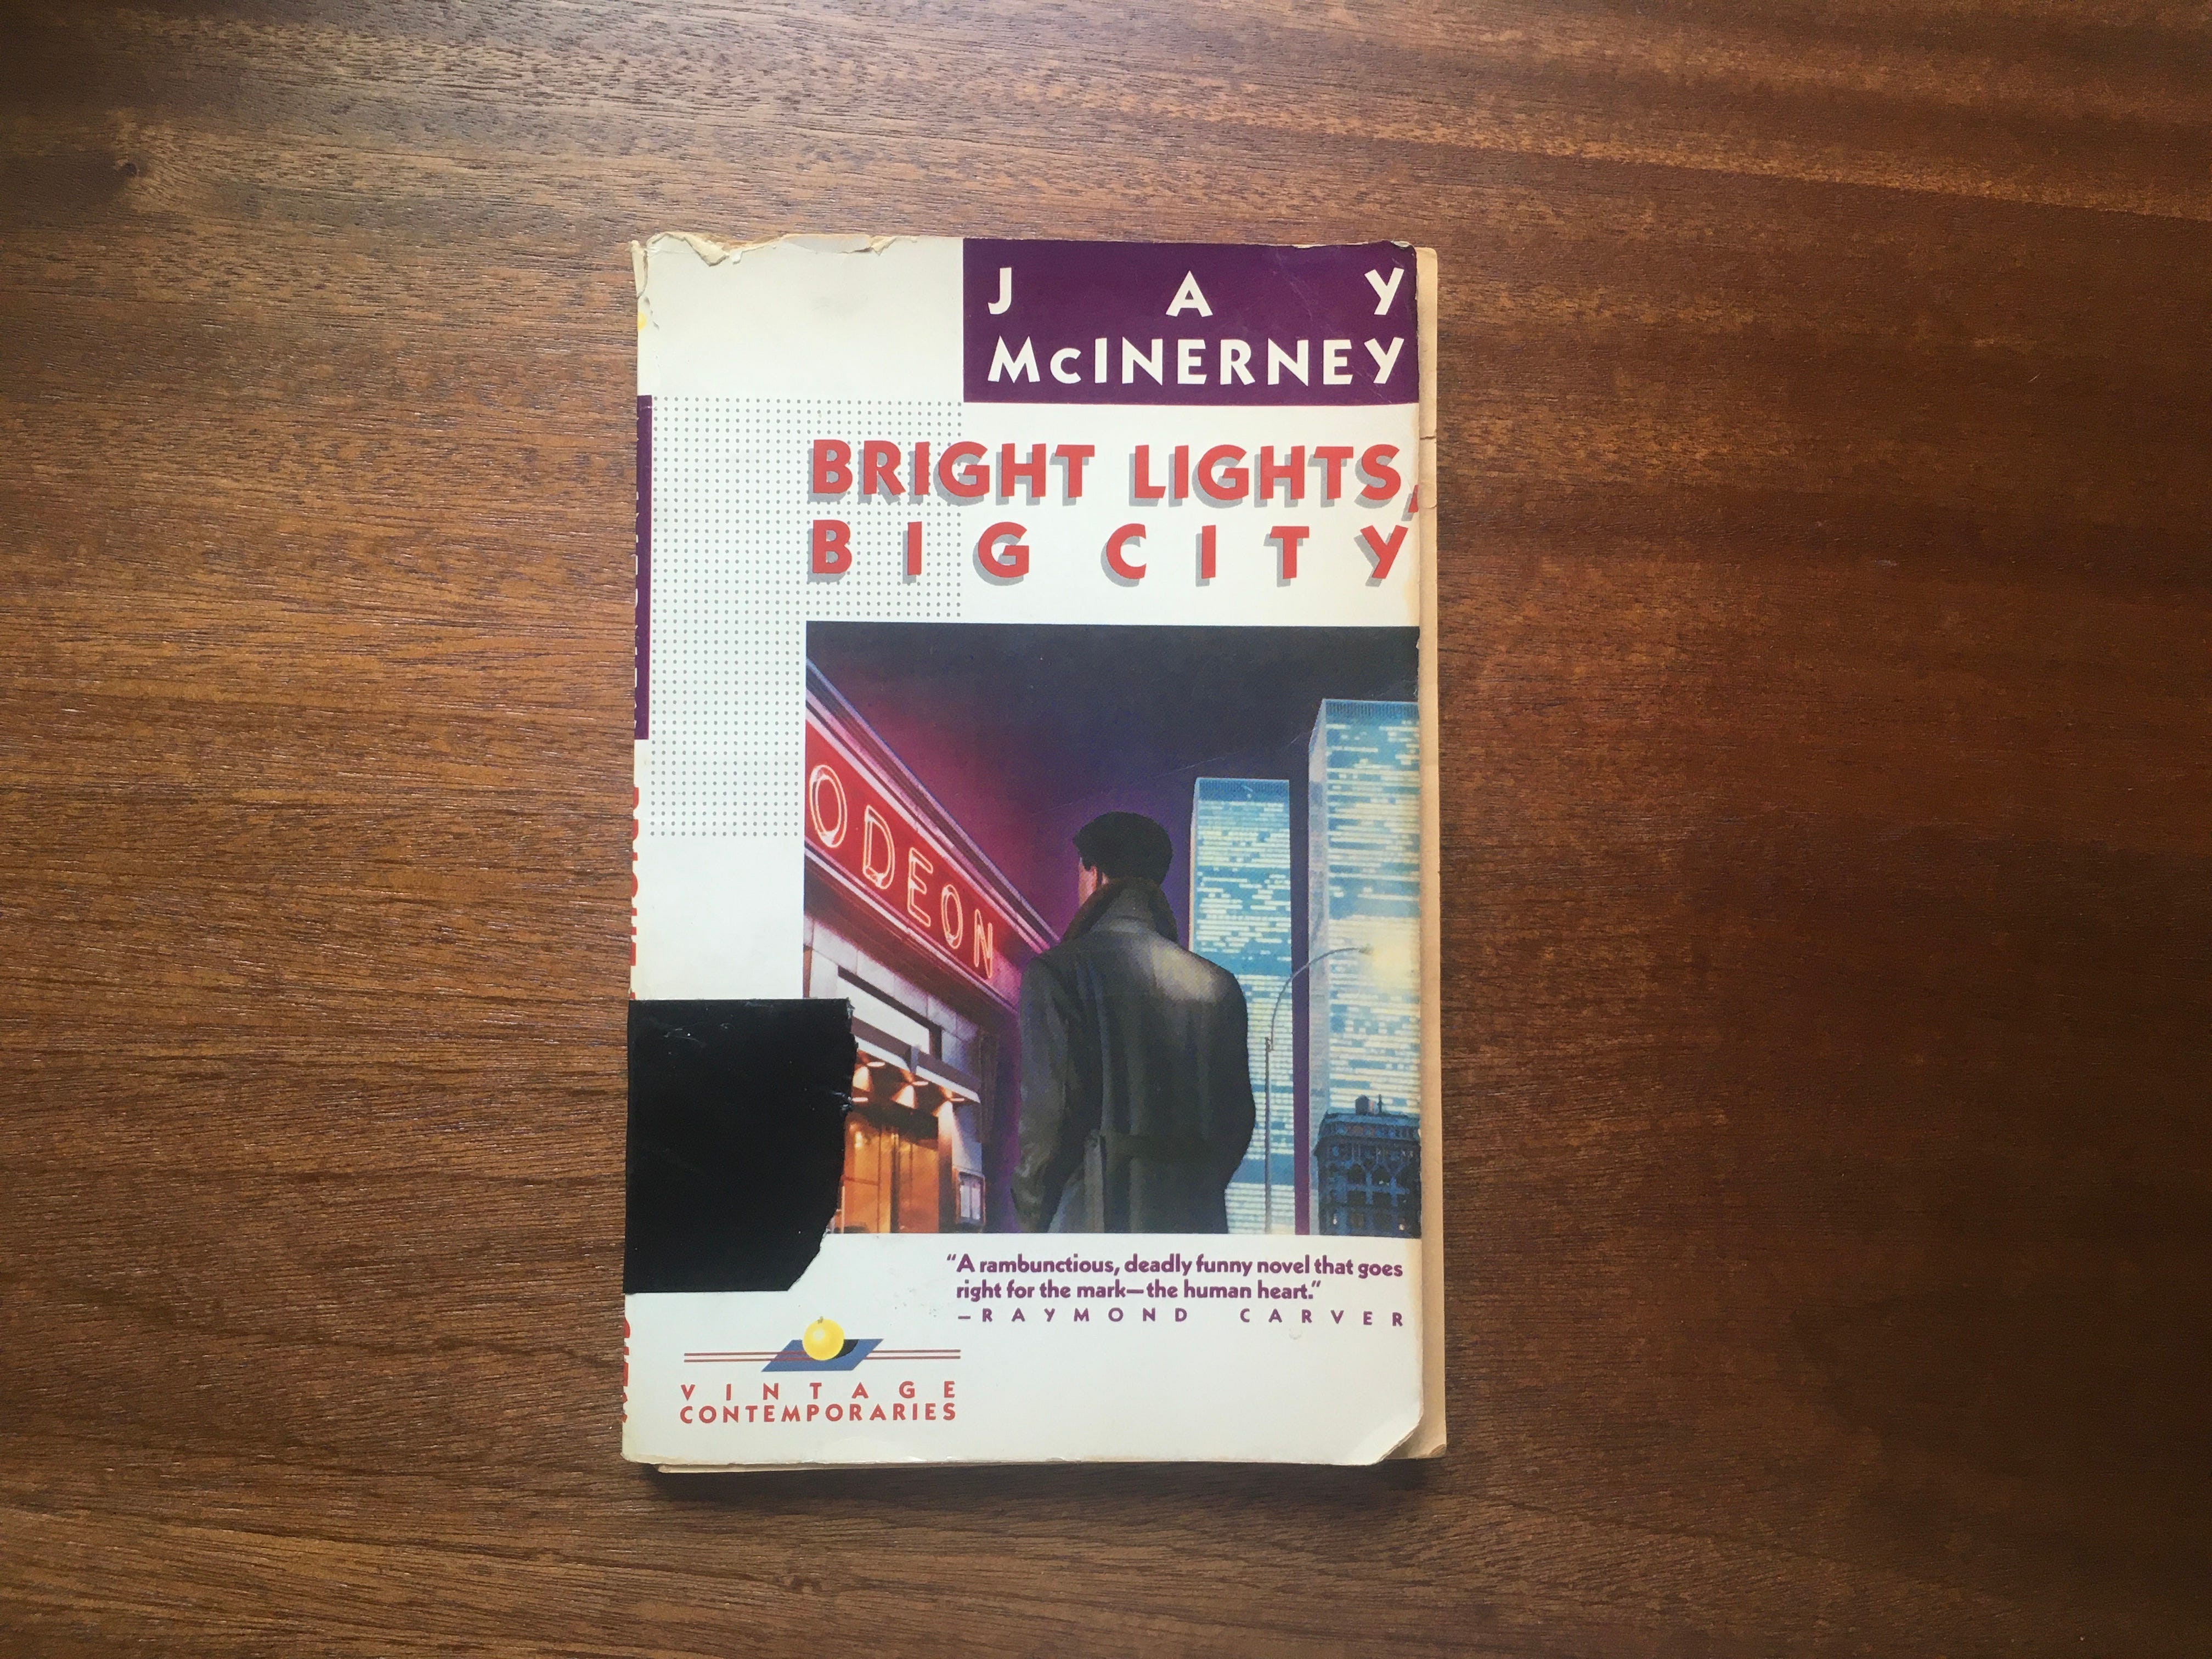 JAY
McINERNEY
BRIGHT LIGHTS,
BIG CITY
ODEON
“A rambunctious, deadly funny novel that goes
right for the mark—the human heart.”
—RAYMOND CARVER
VINTAGE
CONTEMPORARIES